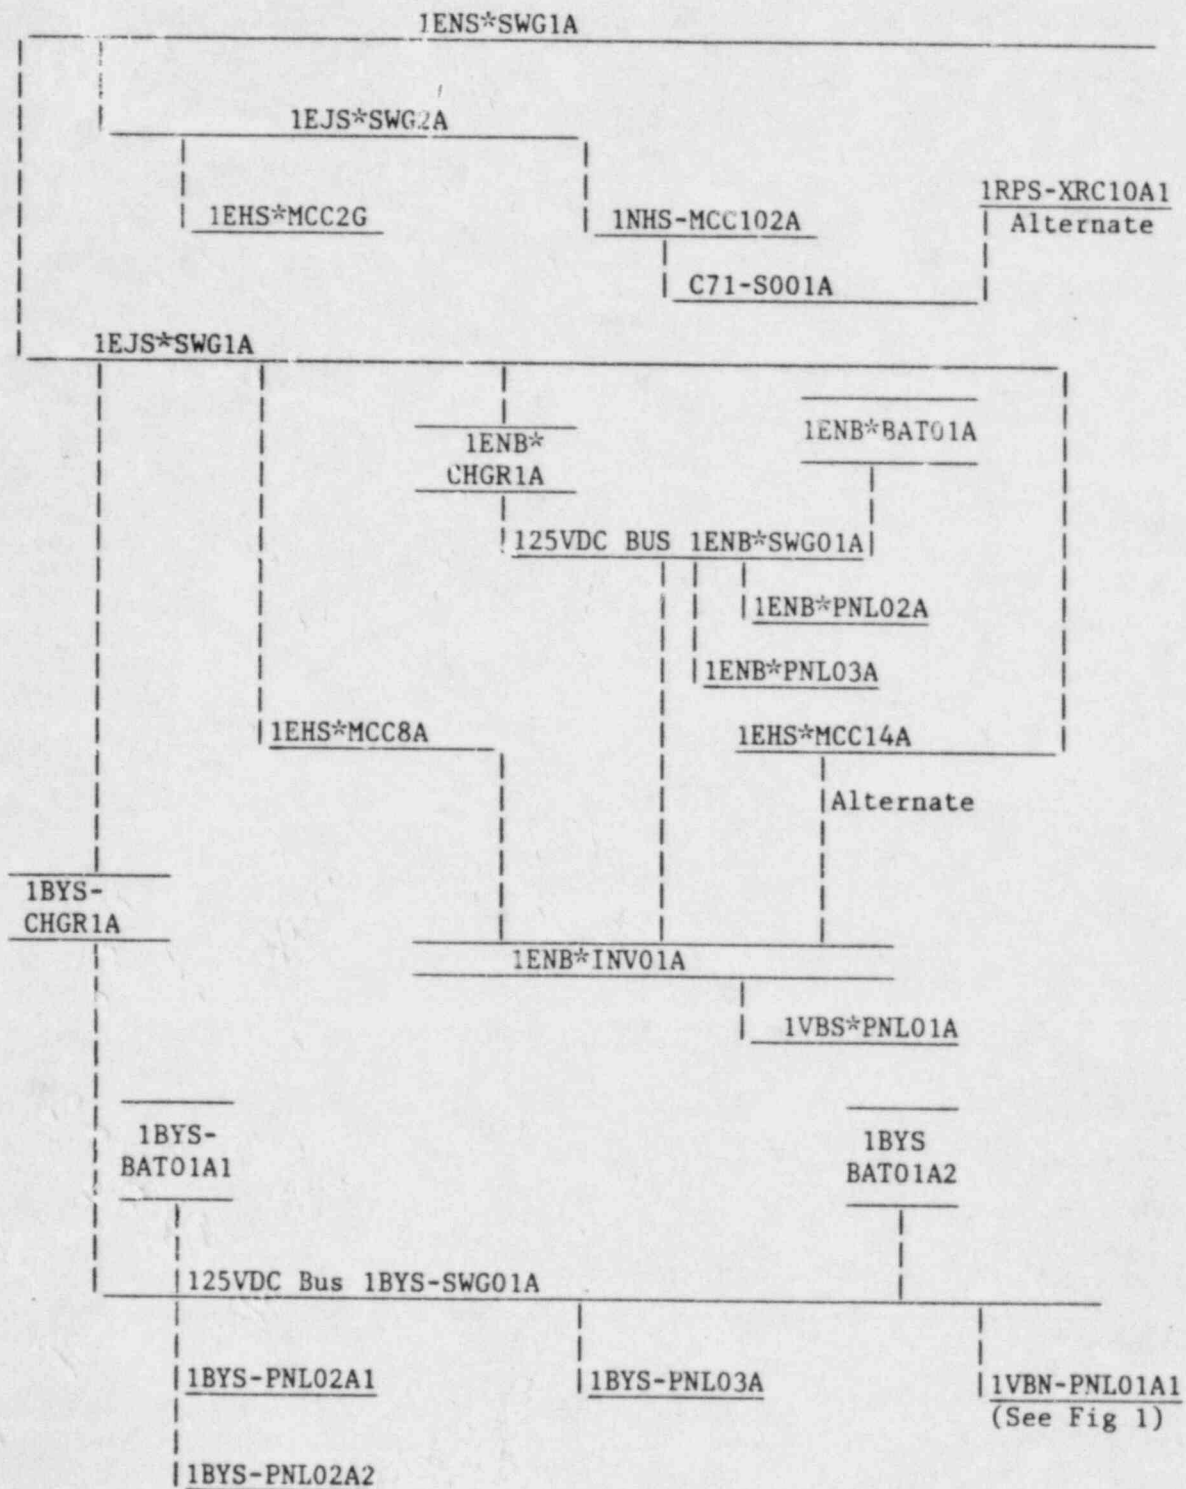 1ENS*SWG1A
1EJS*SWG2A
1EHS*MCC2G
1NHS-MCC102A
1RPS-XRC10A1
Alternate
C71-S001A
1EJS*SWG1A
1ENB*
CHGR1A
1ENB*BAT01A
125VDC BUS 1ENB*SWG01A
1ENB*PNL02A
1ENB*PNL03A
1EHS*MCC8A
1EHS*MCC14A
Alternate
1BYS-
CHGR1A
1ENB*INV01A
1VBS*PNL01A
1BYS-
BAT01A1
1BYS
BAT01A2
125VDC Bus 1BYS-SWG01A
1BYS-PNL02A1
1BYS-PNL03A
1VBN-PNL01A1
(See Fig 1)
1BYS-PNL02A2